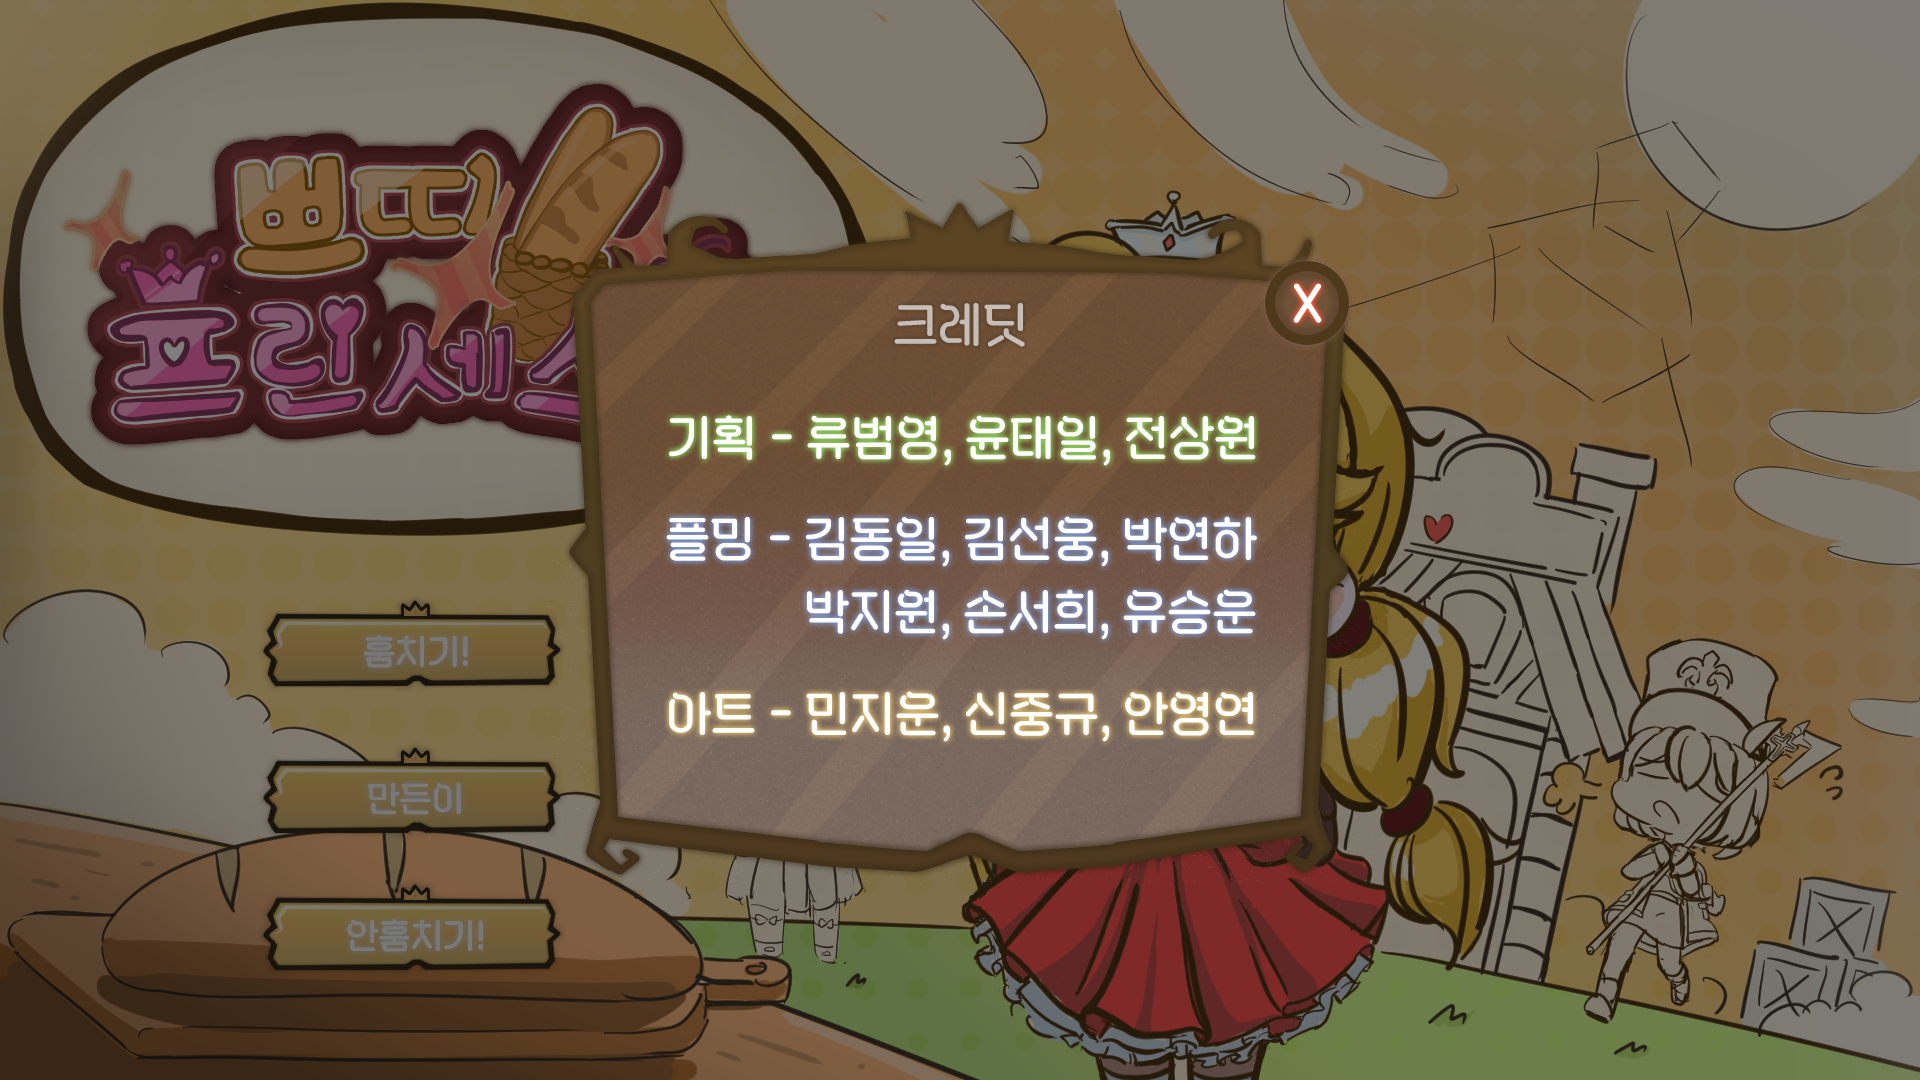 쁘띠
프린세스
크레딧
X
기획 - 류범영, 윤태일, 전상원
플밍 - 김동일, 김선웅, 박연하
박지원, 손서희, 유승운
아트 - 민지운, 신중규, 안영연
훔치기!
만든이
안훔치기!